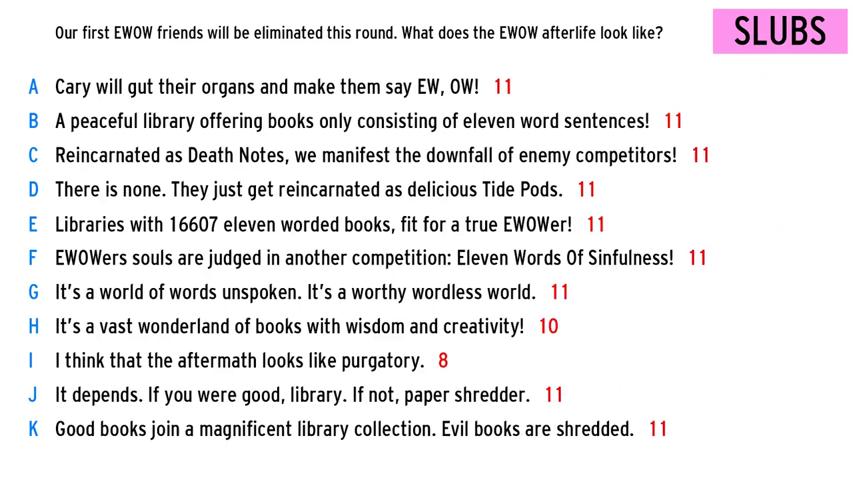 Our first EWOW friends will be eliminated this round. What does the EWOW afterlife look like?
SLUBS
A Cary will gut their organs and make them say EW, OW! 11
B A peaceful library offering books only consisting of eleven word sentences! 11
C Reincarnated as Death Notes, we manifest the downfall of enemy competitors! 11
D There is none. They just get reincarnated as delicious Tide Pods. 11
E Libraries with 16607 eleven worded books, fit for a true EWOWer! 11
F EWOWers souls are judged in another competition: Eleven Words Of Sinfulness! 11
G It's a world of words unspoken. It's a worthy wordless world. 11
H It's a vast wonderland of books with wisdom and creativity! 10
I I think that the aftermath looks like purgatory. 8
J It depends. If you were good, library. If not, paper shredder. 11
K Good books join a magnificent library collection. Evil books are shredded. 11